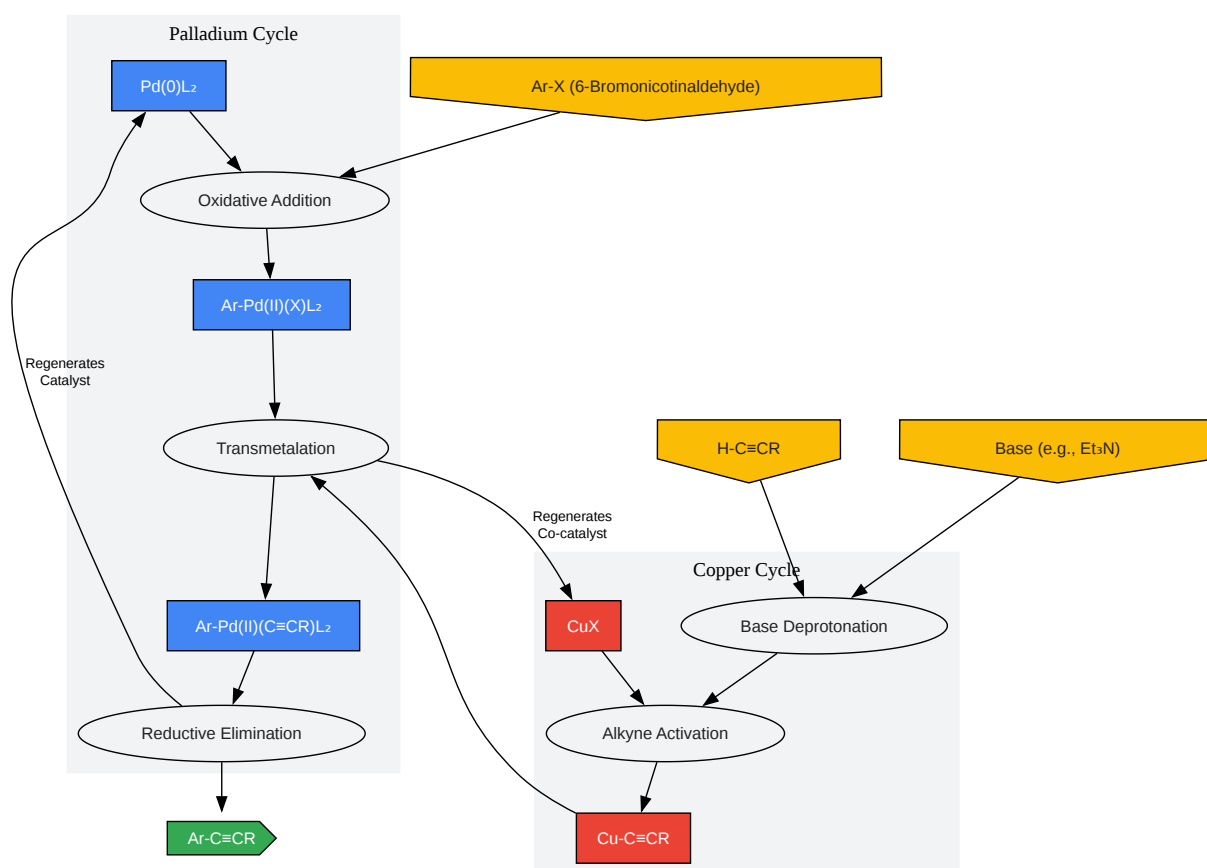 Palladium Cycle
Pd(0)L₂
Ar-X (6-Bromonicotinaldehyde)
Oxidative Addition
Ar-Pd(II)(X)L₂
Regenerates
Catalyst
Transmetalation
H-C≡CR
Base (e.g., Et₃N)
Regenerates
Co-catalyst
Copper Cycle
Ar-Pd(II)(C≡CR)L₂
CuX
Base Deprotonation
Reductive Elimination
Alkyne Activation
Ar-C≡CR
Cu-C≡CR